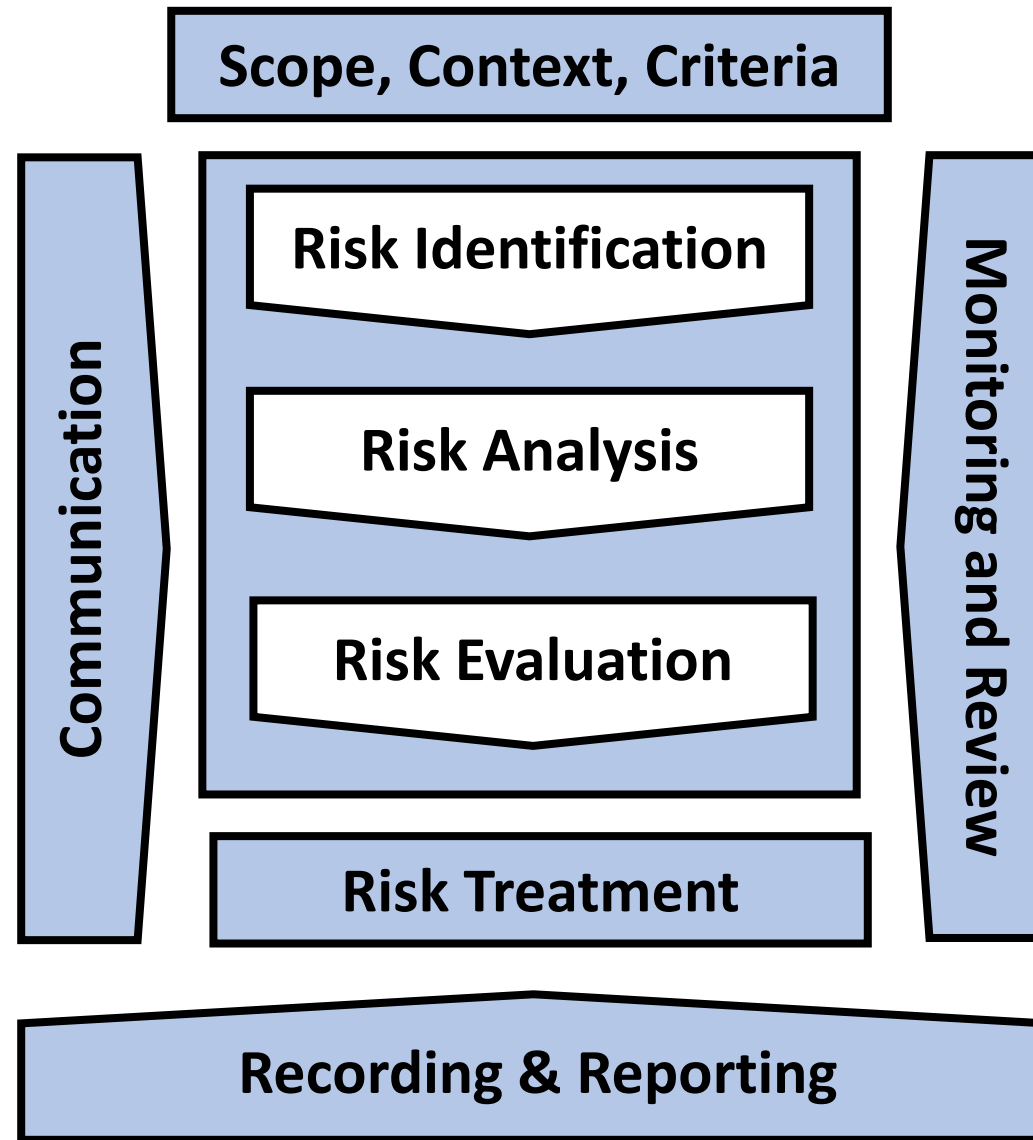 Scope, Context, Criteria
Risk Identification
Risk Analysis
Risk Evaluation
Communication
Monitoring and Review
Risk Treatment
Recording & Reporting